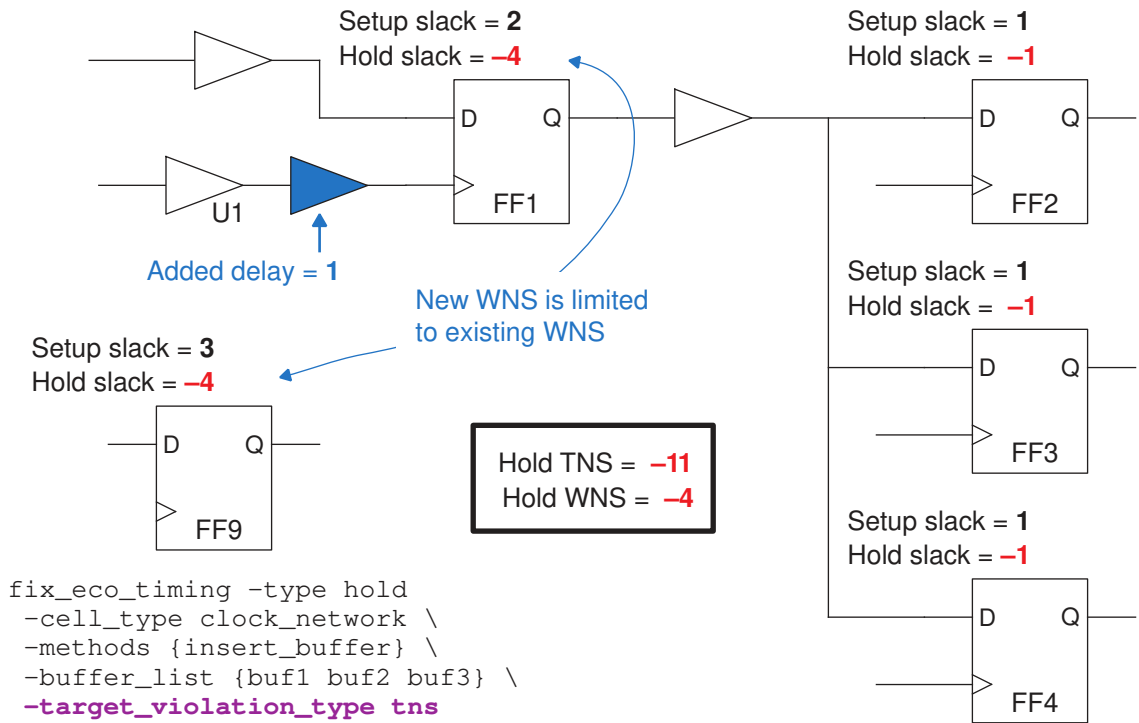 Setup slack = 2
Hold slack = –4
D Q
FF1
U1
Added delay = 1
New WNS is limited
to existing WNS
Setup slack = 1
Hold slack = –1
D Q
FF2
Setup slack = 1
Hold slack = –1
D Q
FF3
Setup slack = 1
Hold slack = –1
D Q
FF4
Setup slack = 3
Hold slack = –4
D Q
FF9
Hold TNS = –11
Hold WNS = –4
fix_eco_timing –type hold
–cell_type clock_network \
–methods {insert_buffer} \
–buffer_list {buf1 buf2 buf3} \
–target_violation_type tns